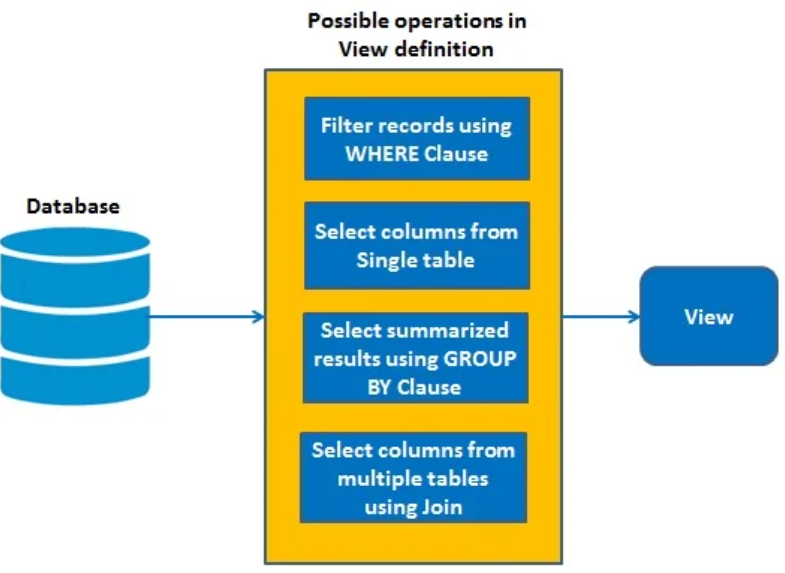 Possible operations in
View definition
Filter records using
WHERE Clause
Database
Select columns from
Single table
View
Select summarized
results using GROUP
BY Clause
Select columns from
multiple tables
using Join